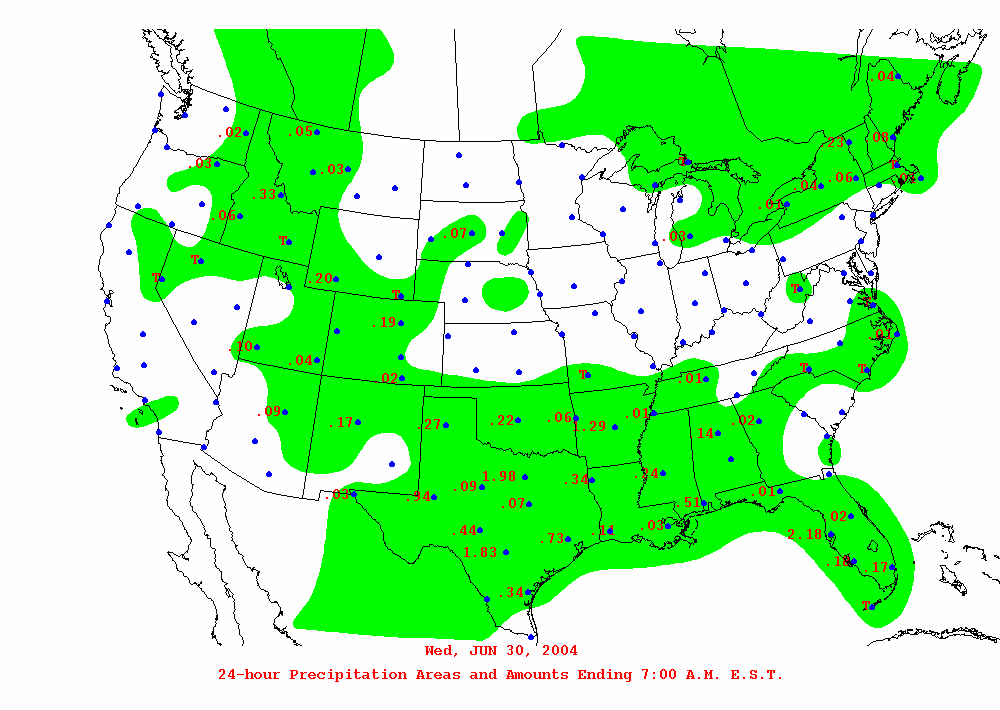 .04
.02 .05
.23 .08
.03 .03 T T
.33 .04 .06 .01
.06 .01
T .07 .03
T
T .20 T T
.19 .01
.10 .04
.02 T .01 T T
.09 .17 .27 .22 .06 1.29 .01 .14 .02
.09 1.98 .34 .94
.03 .94 .07 .51 .01
.44 .73 .11 .03 .02
1.83 2.18
.18 .17
.34 T
Wed, JUN 30, 2004
24-hour Precipitation Areas and Amounts Ending 7:00 A.M. E.S.T.